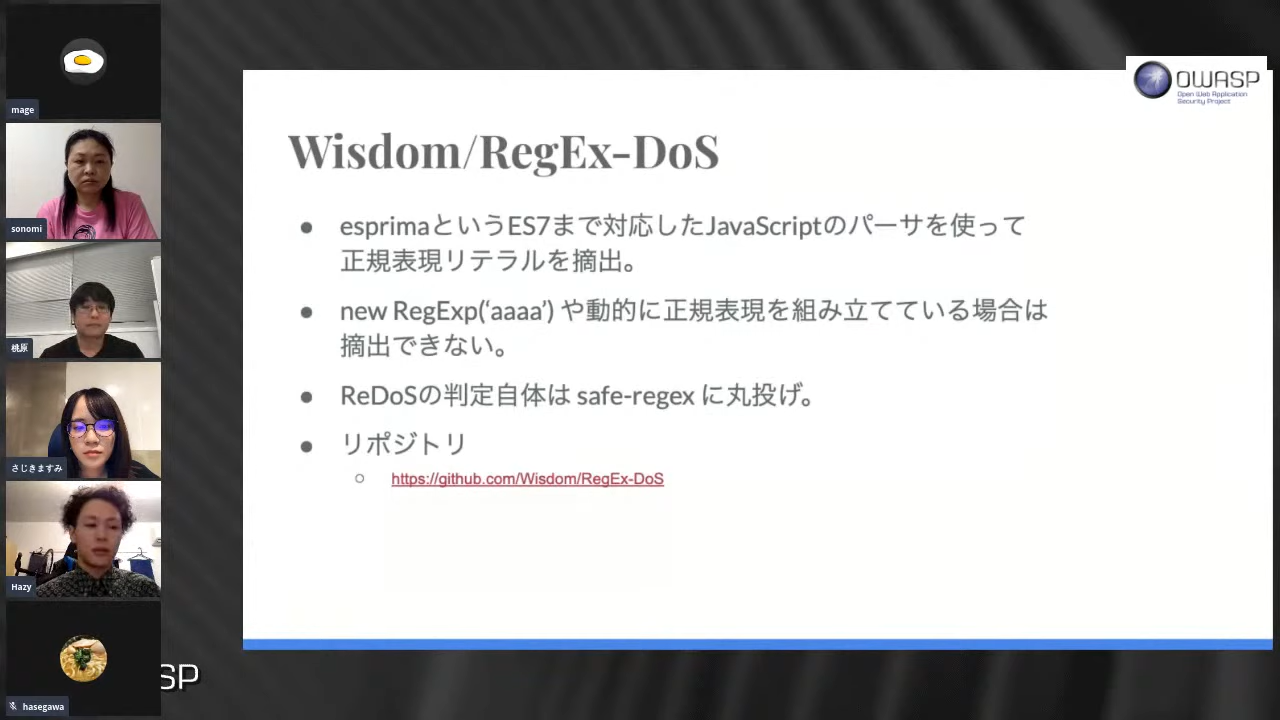 mage
sonomi
桃原
さじきますみ
Hazy
hasegawa
SP
OWASP
Open Web Application
Security Project
Wisdom/RegEx-DoS
● esprimaというES7まで対応したJavaScriptのパーサを使って
正規表現リテラルを摘出。
● new RegExp(‘aaaa’) や動的に正規表現を組み立てている場合は
摘出できない。
● ReDoSの判定自体は safe-regex に丸投げ。
● リポジトリ
○ https://github.com/Wisdom/RegEx-DoS